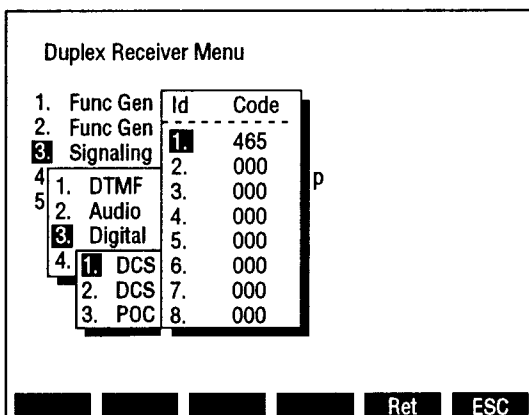 Duplex Receiver Menu
1. Func Gen
2. Func Gen
3. Signaling
4
5
p
1. DTMF
2. Audio
3. Digital
4.
1. DCS
2. DCS
3. POC
Id Code
1. 465
2. 000
3. 000
4. 000
5. 000
6. 000
7. 000
8. 000
Ret ESC